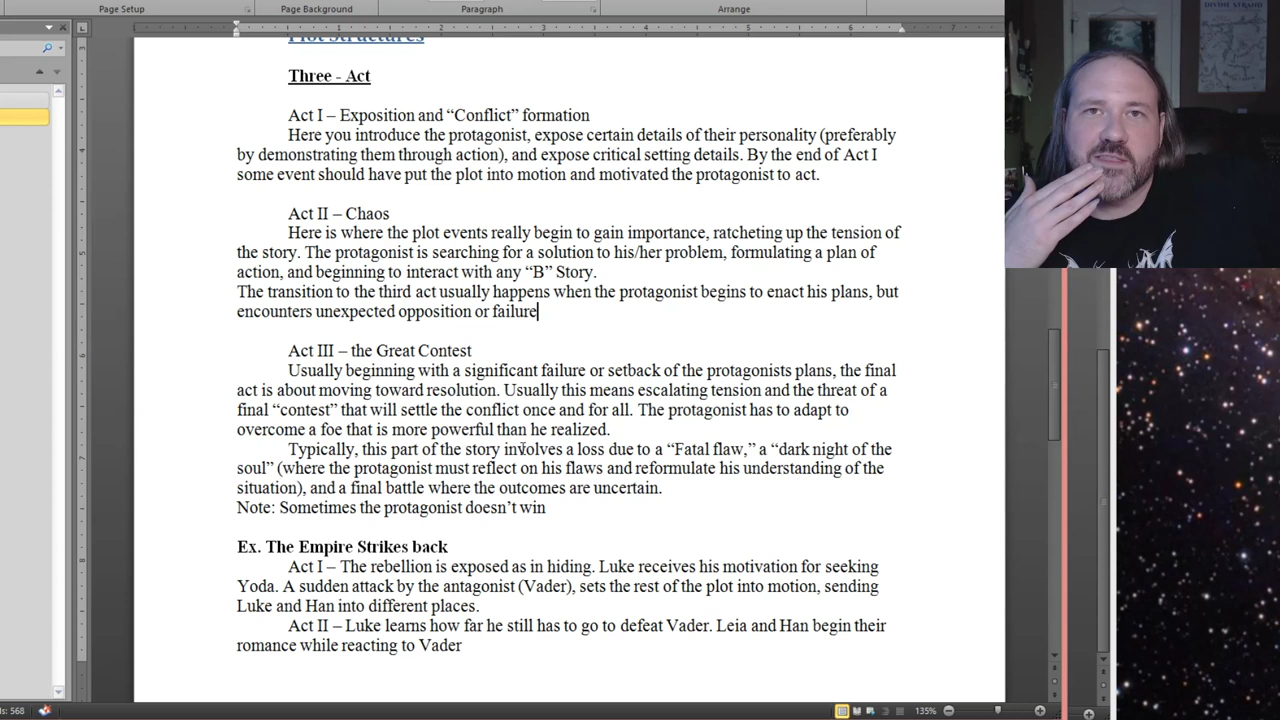 Page Setup
Page Background
Paragraph
Arrange
1
2
3
4
5
6
7
Plot Structures
Three - Act
Act I – Exposition and “Conflict” formation
Here you introduce the protagonist, expose certain details of their personality (preferably
by demonstrating them through action), and expose critical setting details. By the end of Act I
some event should have put the plot into motion and motivated the protagonist to act.
Act II – Chaos
Here is where the plot events really begin to gain importance, ratcheting up the tension of
the story. The protagonist is searching for a solution to his/her problem, formulating a plan of
action, and beginning to interact with any “B” Story.
The transition to the third act usually happens when the protagonist begins to enact his plans, but
encounters unexpected opposition or failure
Act III – the Great Contest
Usually beginning with a significant failure or setback of the protagonists plans, the final
act is about moving toward resolution. Usually this means escalating tension and the threat of a
final “contest” that will settle the conflict once and for all. The protagonist has to adapt to
overcome a foe that is more powerful than he realized.
Typically, this part of the story involves a loss due to a “Fatal flaw,” a “dark night of the
soul” (where the protagonist must reflect on his flaws and reformulate his understanding of the
situation), and a final battle where the outcomes are uncertain.
Note: Sometimes the protagonist doesn’t win
Ex. The Empire Strikes back
Act I – The rebellion is exposed as in hiding. Luke receives his motivation for seeking
Yoda. A sudden attack by the antagonist (Vader), sets the rest of the plot into motion, sending
Luke and Han into different places.
Act II – Luke learns how far he still has to go to defeat Vader. Leia and Han begin their
romance while reacting to Vader
ds: 568
135%
DIVINE STRAND